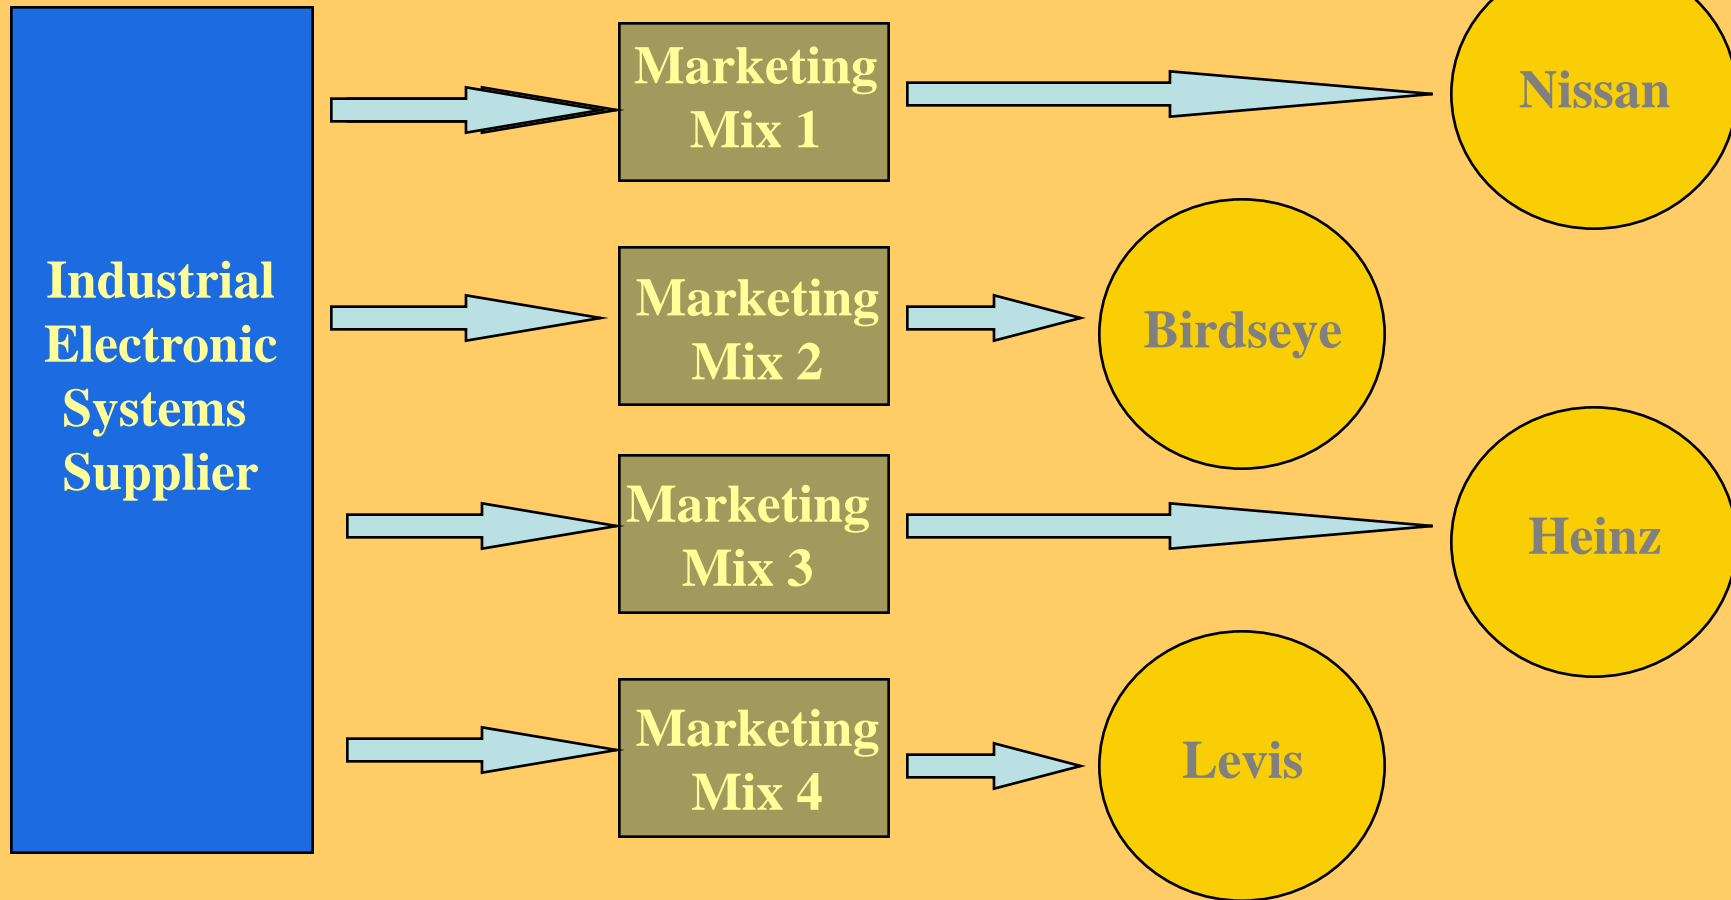 Industrial
Electronic
Systems
Supplier
Marketing
Mix 1
Nissan
Marketing
Mix 2
Birdseye
Marketing
Mix 3
Heinz
Marketing
Mix 4
Levis